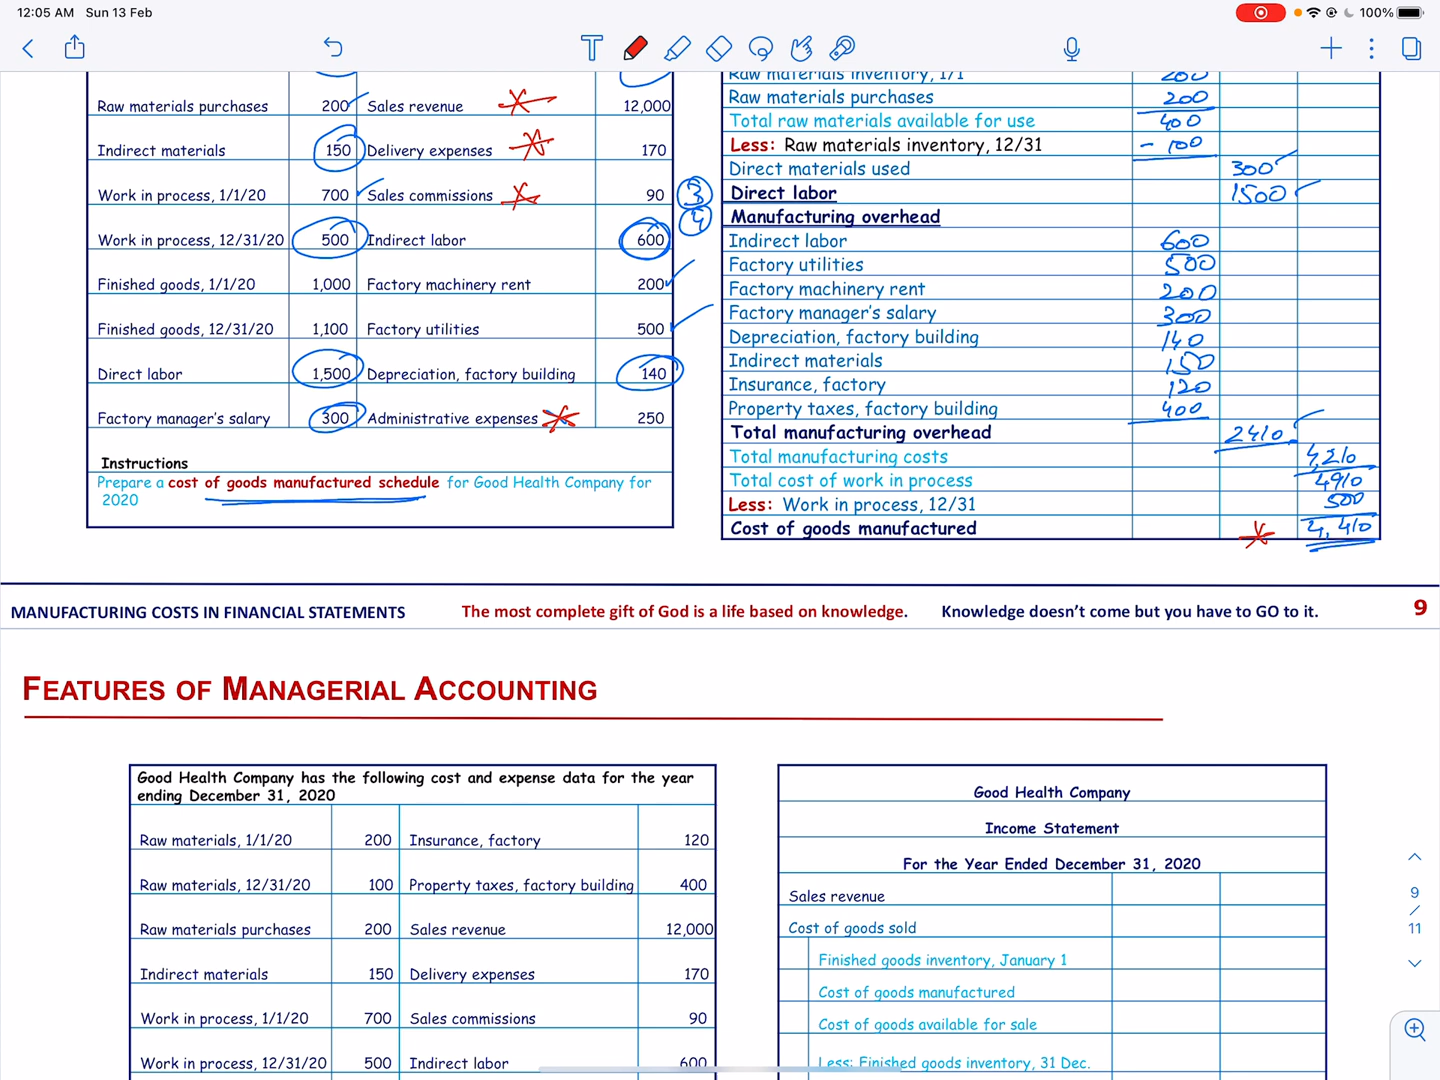 12:05 AM Sun 13 Feb 100%
T
Raw materials purchases 200 Sales revenue 12,000
Indirect materials 150 Delivery expenses 170
Work in process, 1/1/20 700 Sales commissions 90
Work in process, 12/31/20 500 Indirect labor 600
Finished goods, 1/1/20 1,000 Factory machinery rent 200
Finished goods, 12/31/20 1,100 Factory utilities 500
Direct labor 1,500 Depreciation, factory building 140
Factory manager's salary 300 Administrative expenses 250
Instructions
Prepare a cost of goods manufactured schedule for Good Health Company for
2020
Raw materials inventory, 1/1 200
Raw materials purchases 200
Total raw materials available for use 400
Less: Raw materials inventory, 12/31 - 100
Direct materials used 300
3 Direct labor 1500
4 Manufacturing overhead
Indirect labor 600
Factory utilities 500
Factory machinery rent 200
Factory manager's salary 300
Depreciation, factory building 140
Indirect materials 150
Insurance, factory 120
Property taxes, factory building 400
Total manufacturing overhead 2410
Total manufacturing costs 4,210
Total cost of work in process 4910
Less: Work in process, 12/31 500
Cost of goods manufactured 4,410
MANUFACTURING COSTS IN FINANCIAL STATEMENTS The most complete gift of God is a life based on knowledge. Knowledge doesn't come but you have to GO to it. 9
FEATURES OF MANAGERIAL ACCOUNTING
Good Health Company has the following cost and expense data for the year
ending December 31, 2020
Raw materials, 1/1/20 200 Insurance, factory 120
Raw materials, 12/31/20 100 Property taxes, factory building 400
Raw materials purchases 200 Sales revenue 12,000
Indirect materials 150 Delivery expenses 170
Work in process, 1/1/20 700 Sales commissions 90
Work in process, 12/31/20 500 Indirect labor 600
Good Health Company
Income Statement
For the Year Ended December 31, 2020
Sales revenue
Cost of goods sold
Finished goods inventory, January 1
Cost of goods manufactured
Cost of goods available for sale
Less: Finished goods inventory, 31 Dec.
9
/
11